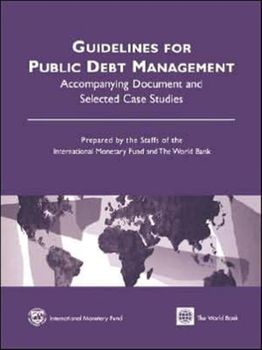 GUIDELINES FOR
PUBLIC DEBT MANAGEMENT
Accompanying Document and
Selected Case Studies
Prepared by the Staffs of the
International Monetary Fund and The World Bank
International Monetary Fund
The World Bank